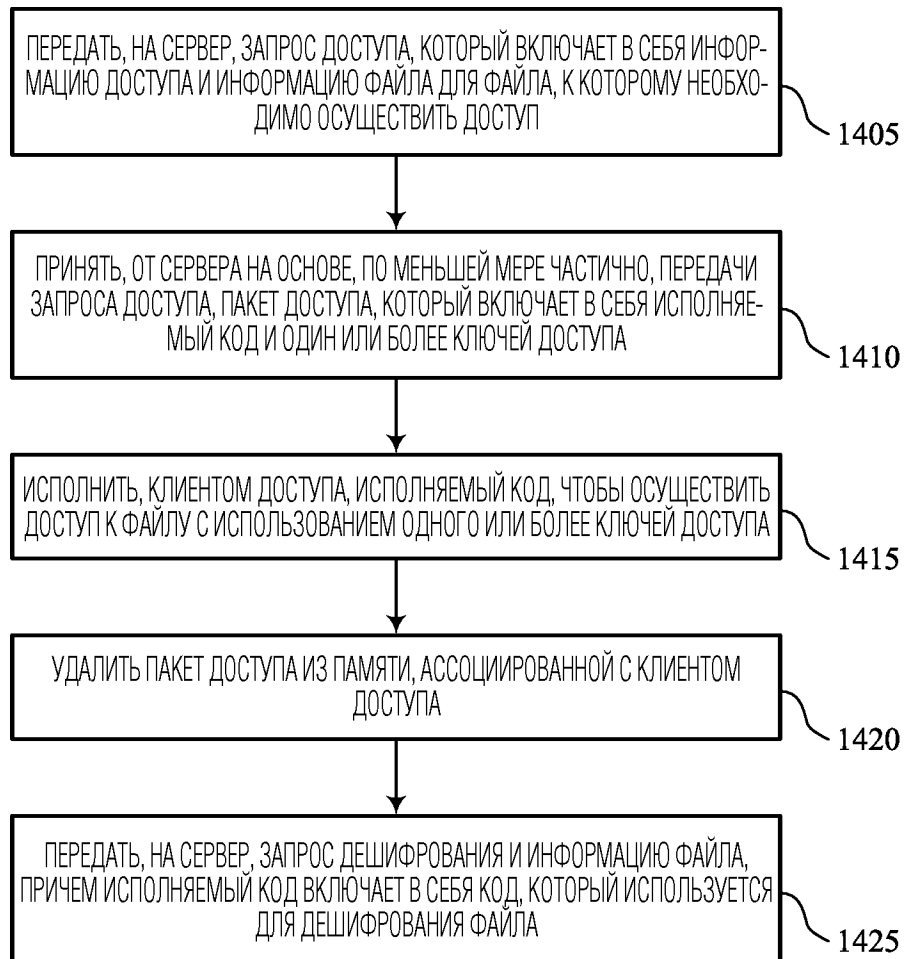 ПЕРЕДАТЬ, НА СЕРВЕР, ЗАПРОС ДОСТУПА, КОТОРЫЙ ВКЛЮЧАЕТ В СЕБЯ ИНФОР-
МАЦИЮ ДОСТУПА И ИНФОРМАЦИЮ ФАЙЛА ДЛЯ ФАЙЛА, К КОТОРОМУ НЕОБХО-
ДИМО ОСУЩЕСТВИТЬ ДОСТУП
1405
ПРИНЯТЬ, ОТ СЕРВЕРА НА ОСНОВЕ, ПО МЕНЬШЕЙ МЕРЕ ЧАСТИЧНО, ПЕРЕДАЧИ
ЗАПРОСА ДОСТУПА, ПАКЕТ ДОСТУПА, КОТОРЫЙ ВКЛЮЧАЕТ В СЕБЯ ИСПОЛНЯЕ-
МЫЙ КОД И ОДИН ИЛИ БОЛЕЕ КЛЮЧЕЙ ДОСТУПА
1410
ИСПОЛНИТЬ, КЛИЕНТОМ ДОСТУПА, ИСПОЛНЯЕМЫЙ КОД, ЧТОБЫ ОСУЩЕСТВИТЬ
ДОСТУП К ФАЙЛУ С ИСПОЛЬЗОВАНИЕМ ОДНОГО ИЛИ БОЛЕЕ КЛЮЧЕЙ ДОСТУПА
1415
УДАЛИТЬ ПАКЕТ ДОСТУПА ИЗ ПАМЯТИ, АССОЦИИРОВАННОЙ С КЛИЕНТОМ
ДОСТУПА
1420
ПЕРЕДАТЬ, НА СЕРВЕР, ЗАПРОС ДЕШИФРОВАНИЯ И ИНФОРМАЦИЮ ФАЙЛА,
ПРИЧЕМ ИСПОЛНЯЕМЫЙ КОД ВКЛЮЧАЕТ В СЕБЯ КОД, КОТОРЫЙ ИСПОЛЬЗУЕТСЯ
ДЛЯ ДЕШИФРОВАНИЯ ФАЙЛА
1425